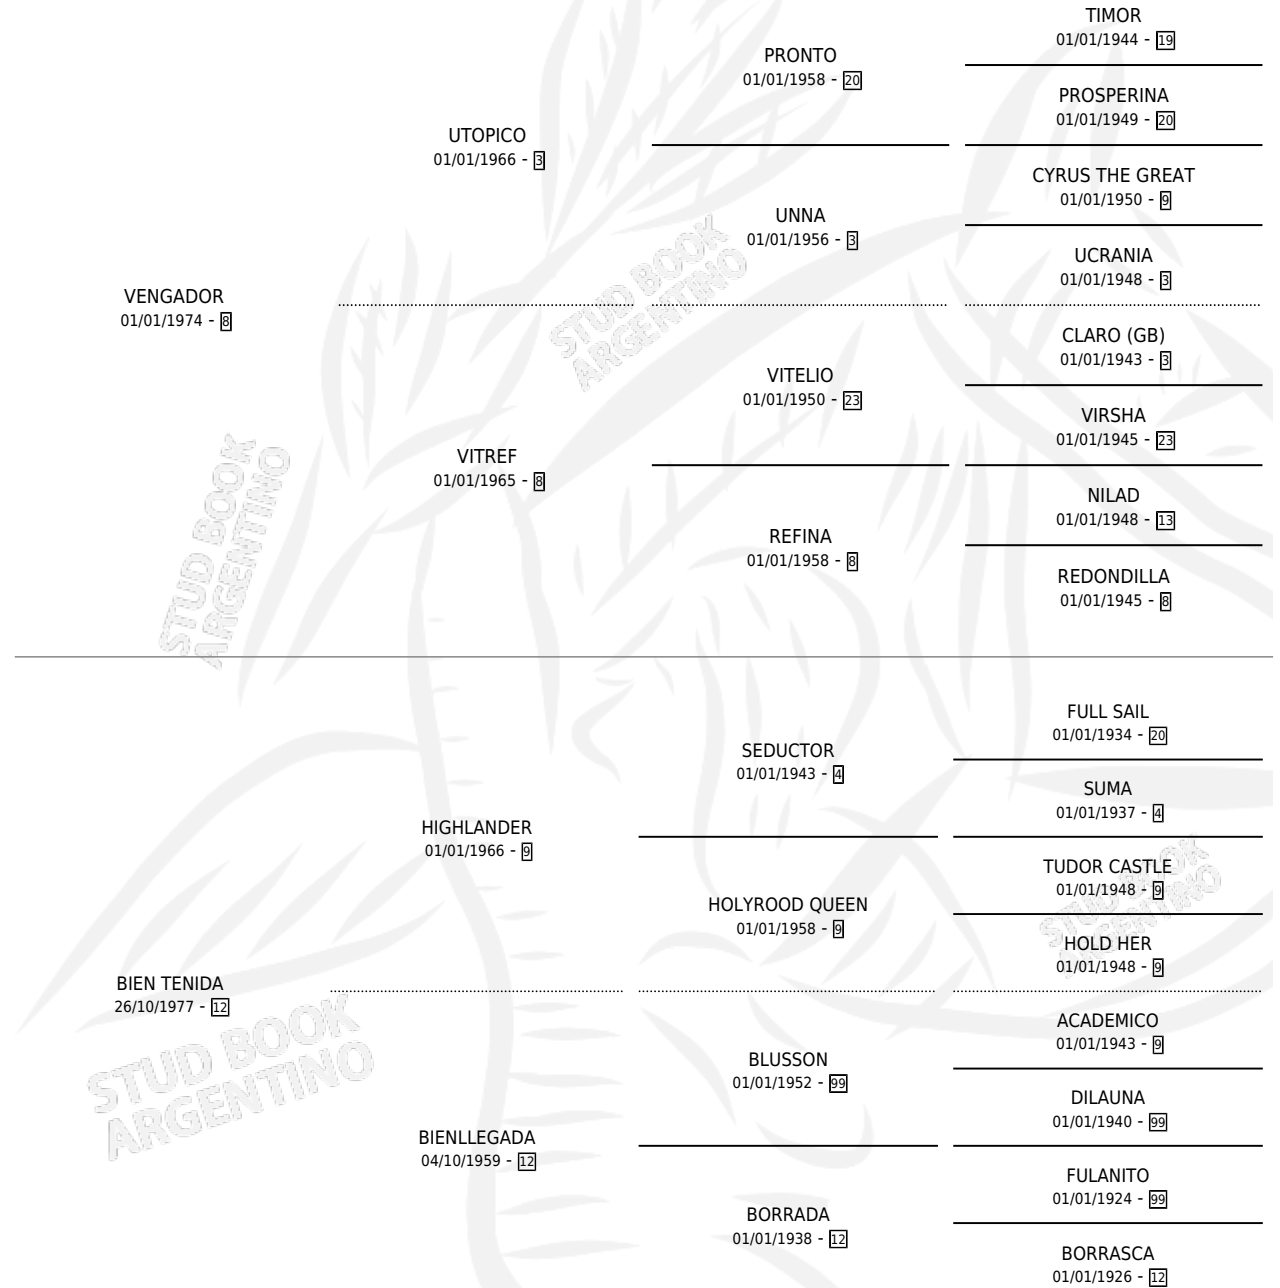 TIMOR
01/01/1944 - 19
PRONTO
01/01/1958 - 20
PROSPERINA
01/01/1949 - 20
UTOPICO
01/01/1966 - 3
CYRUS THE GREAT
01/01/1950 - 9
UNNA
01/01/1956 - 3
UCRANIA
01/01/1948 - 3
VENGADOR
01/01/1974 - 8
CLARO (GB)
01/01/1943 - 3
VITELIO
01/01/1950 - 23
VIRSHA
01/01/1945 - 23
VITREF
01/01/1965 - 8
NILAD
01/01/1948 - 13
REFINA
01/01/1958 - 8
REDONDILLA
01/01/1945 - 8
FULL SAIL
01/01/1934 - 20
SEDUCTOR
01/01/1943 - 4
SUMA
01/01/1937 - 4
HIGHLANDER
01/01/1966 - 9
TUDOR CASTLE
01/01/1948 - 9
HOLYROOD QUEEN
01/01/1958 - 9
HOLD HER
01/01/1948 - 9
BIEN TENIDA
26/10/1977 - 12
ACADEMICO
01/01/1943 - 9
BLUSSON
01/01/1952 - 99
DILAUNA
01/01/1940 - 99
BIENLLEGADA
04/10/1959 - 12
FULANITO
01/01/1924 - 99
BORRADA
01/01/1938 - 12
BORRASCA
01/01/1926 - 12
STUD BOOK
ARGENTINO
STUD BOOK
ARGENTINO
STUD BOOK
ARGENTINO
STUD BOOK
ARGENTINO